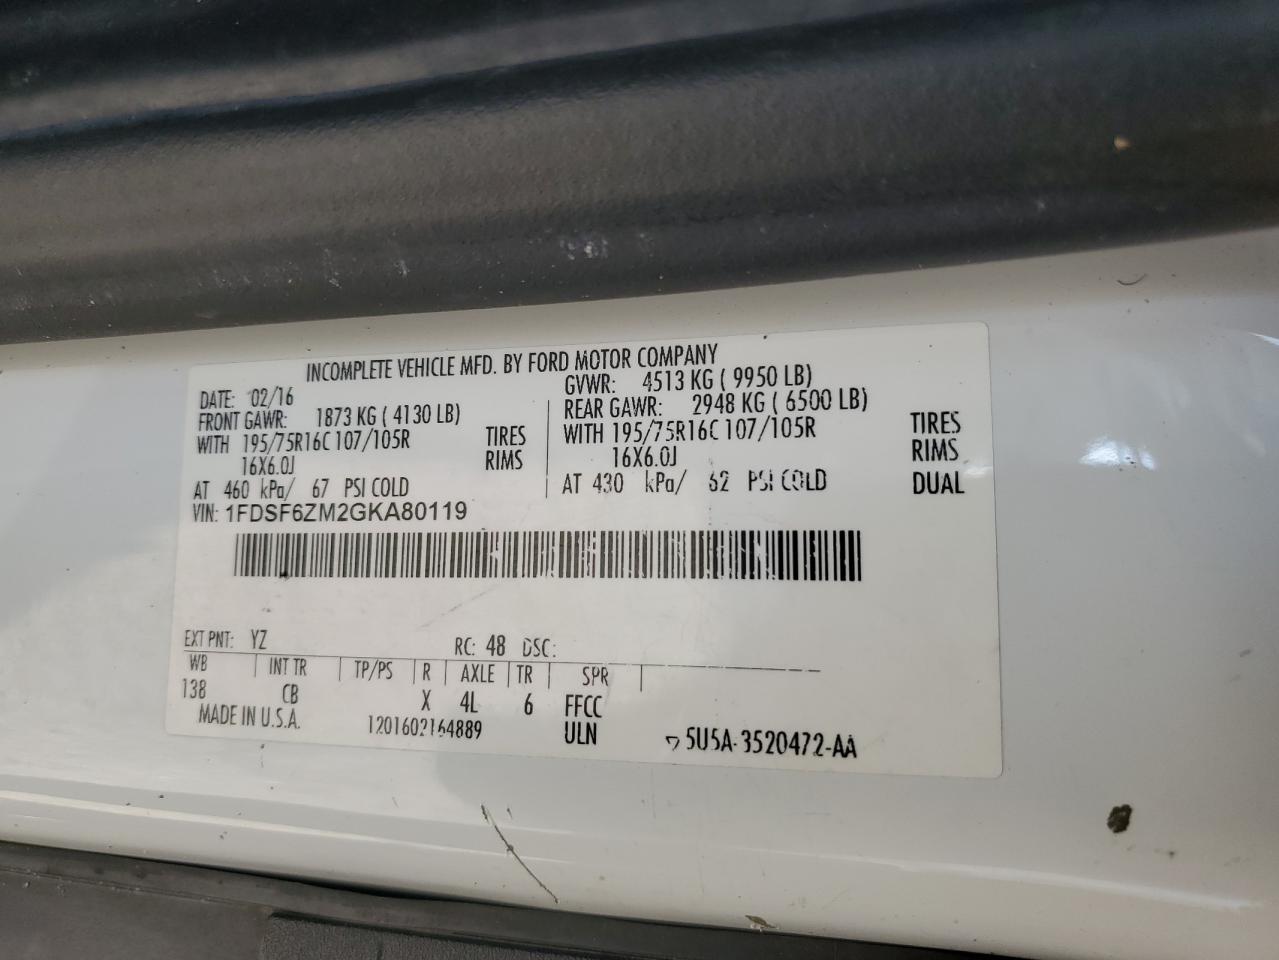 INCOMPLETE VEHICLE MFD. BY FORD MOTOR COMPANY
DATE: 02/16 GVWR: 4513 KG ( 9950 LB)
FRONT GAWR: 1873 KG ( 4130 LB) REAR GAWR: 2948 KG ( 6500 LB)
WITH 195/75R16C 107/105R TIRES WITH 195/75R16C 107/105R TIRES
16X6.0J RIMS 16X6.0J RIMS
AT 460 kPa/ 67 PSI COLD AT 430 kPa/ 62 PSI COLD DUAL
VIN: 1FDSF6ZM2GKA80119
EXT PNT: YZ RC: 48 DSC:
WB INT TR TP/PS R AXLE TR SPR
138 CB X 4L 6 FFCC
MADE IN U.S.A. 1201602164889 ULN 5U5A-3520472-AA